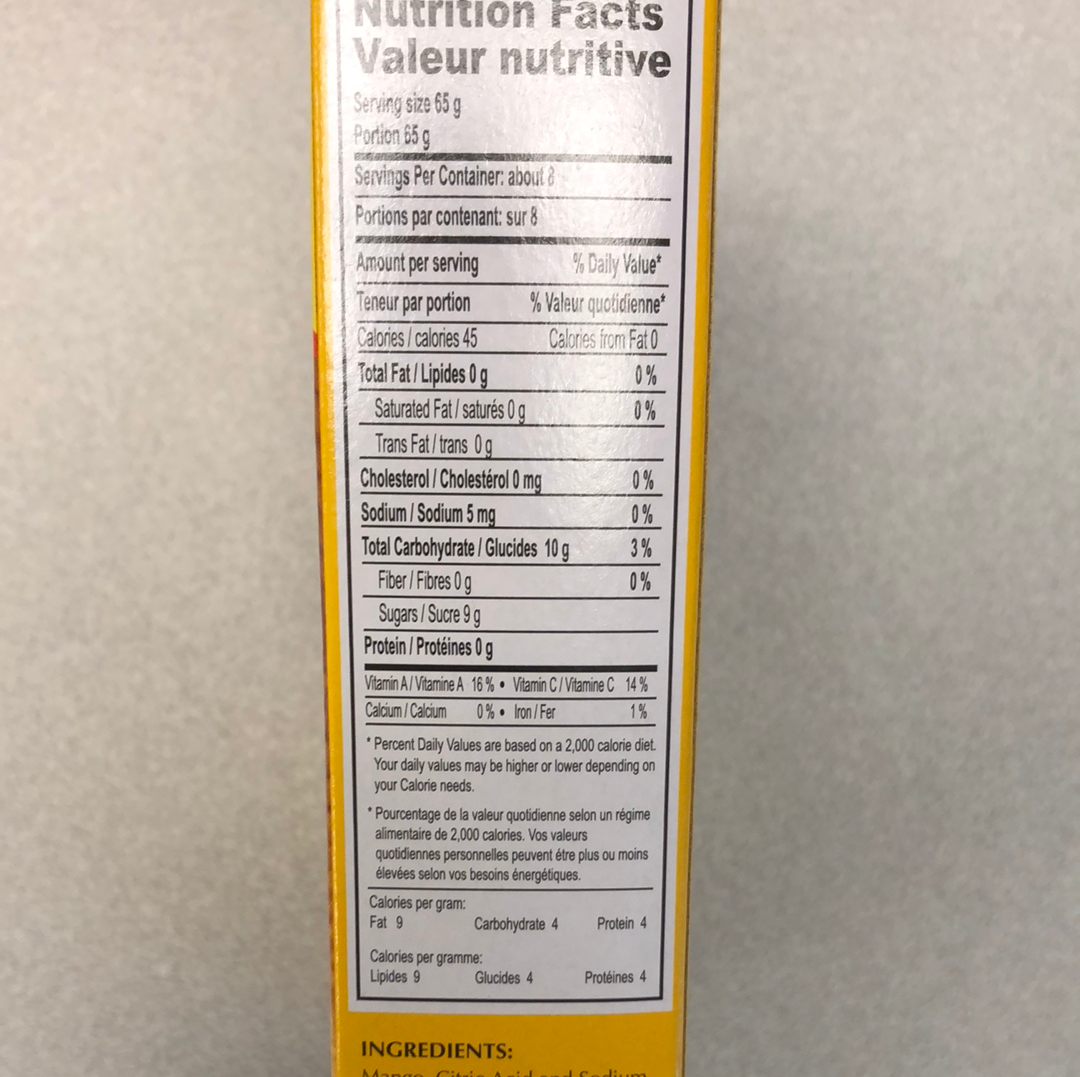 Nutrition Facts
Valeur nutritive
Serving size 65 g
Portion 65 g
Servings Per Container: about 8
Portions par contenant: sur 8
Amount per serving % Daily Value*
Teneur par portion % Valeur quotidienne*
Calories / calories 45 Calories from Fat 0
Total Fat / Lipides 0 g 0 %
Saturated Fat / saturés 0 g 0 %
Trans Fat / trans 0 g
Cholesterol / Cholestérol 0 mg 0 %
Sodium / Sodium 5 mg 0 %
Total Carbohydrate / Glucides 10 g 3 %
Fiber / Fibres 0 g 0 %
Sugars / Sucre 9 g
Protein / Protéines 0 g
Vitamin A / Vitamine A 16 % • Vitamin C / Vitamine C 14 %
Calcium / Calcium 0 % • Iron / Fer 1 %
* Percent Daily Values are based on a 2,000 calorie diet.
Your daily values may be higher or lower depending on
your Calorie needs.
* Pourcentage de la valeur quotidienne selon un régime
alimentaire de 2,000 calories. Vos valeurs
quotidiennes personnelles peuvent étre plus ou moins
élevées selon vos besoins énergétiques.
Calories per gram:
Fat 9 Carbohydrate 4 Protein 4
Calories per gramme:
Lipides 9 Glucides 4 Protéines 4
INGREDIENTS:
Mango, Citric Acid and Sodium